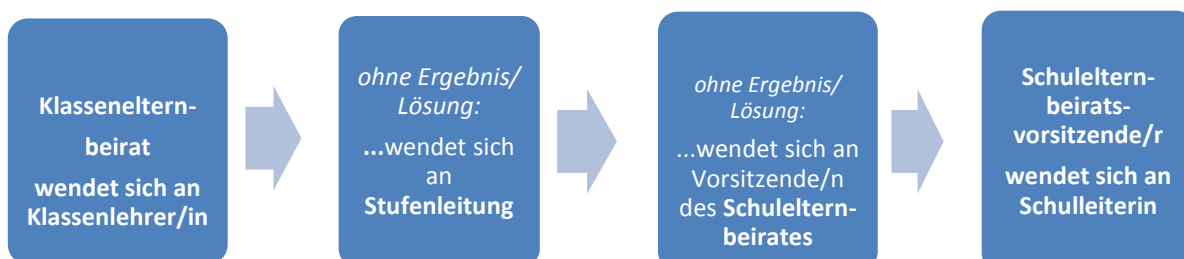 Klasseneltern-
beirat
wendet sich an
Klassenlehrer/in
ohne Ergebnis/
Lösung:
...wendet sich
an
Stufenleitung
ohne Ergebnis/
Lösung:
...wendet sich an
Vorsitzende/n
des Schuleltern-
beirates
Schuleltern-
beirats-
vorsitzende/r
wendet sich an
Schulleiterin